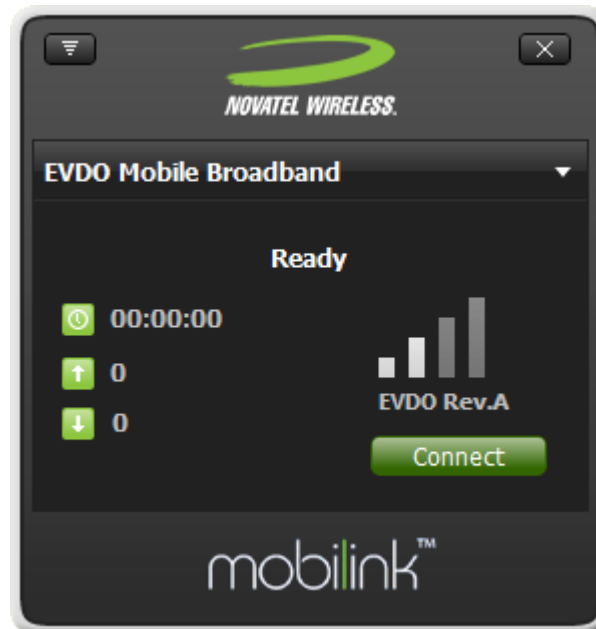 NOVATEL WIRELESS.
EVDO Mobile Broadband
Ready
00:00:00
0
0
EVDO Rev.A
Connect
mobilink™